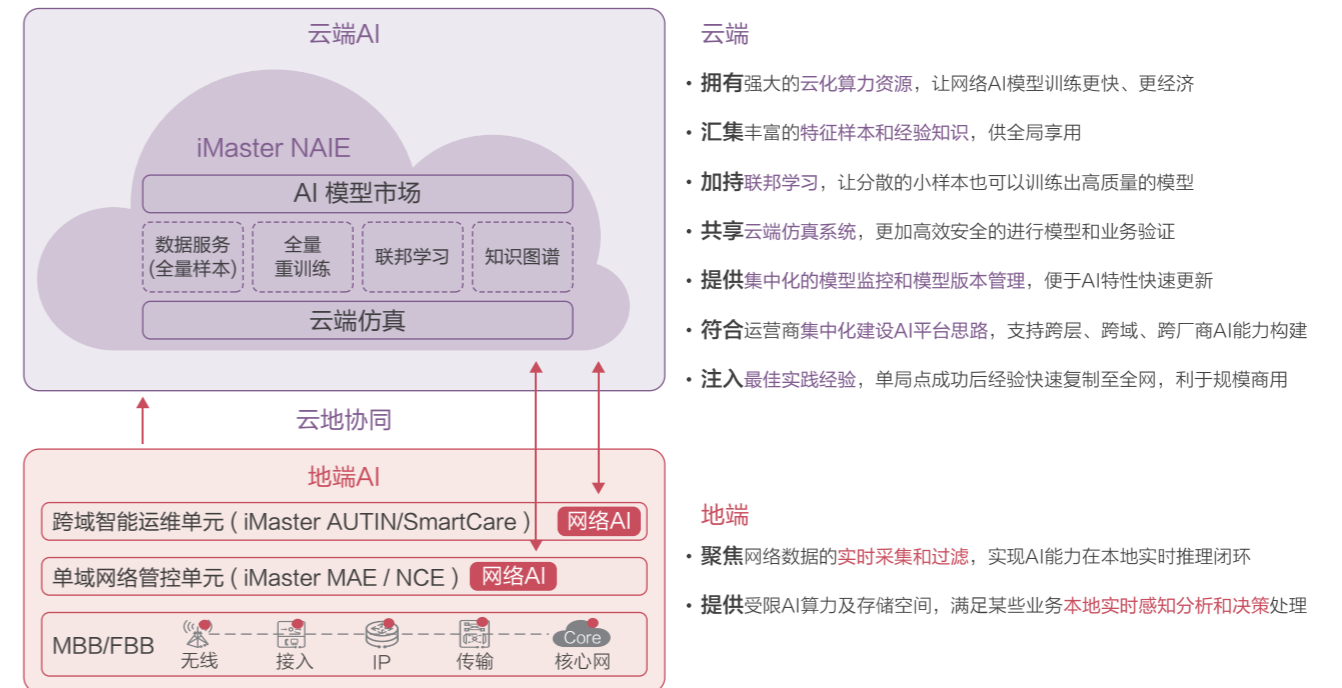 云端AI
iMaster NAIE
AI 模型市场
数据服务
(全量样本)
全量
重训练
联邦学习
知识图谱
云端仿真
云地协同
地端AI
跨域智能运维单元 ( iMaster AUTIN/SmartCare )
网络AI
单域网络管控单元 ( iMaster MAE / NCE )
网络AI
MBB/FBB
无线
接入
IP
传输
Core
核心网
云端
• 拥有强大的云化算力资源，让网络AI模型训练更快、更经济
• 汇集丰富的特征样本和经验知识，供全局享用
• 加持联邦学习，让分散的小样本也可以训练出高质量的模型
• 共享云端仿真系统，更加高效安全的进行模型和业务验证
• 提供集中化的模型监控和模型版本管理，便于AI特性快速更新
• 符合运营商集中化建设AI平台思路，支持跨层、跨域、跨厂商AI能力构建
• 注入最佳实践经验，单局点成功后经验快速复制至全网，利于规模商用
地端
• 聚焦网络数据的实时采集和过滤，实现AI能力在本地实时推理闭环
• 提供受限AI算力及存储空间，满足某些业务本地实时感知分析和决策处理